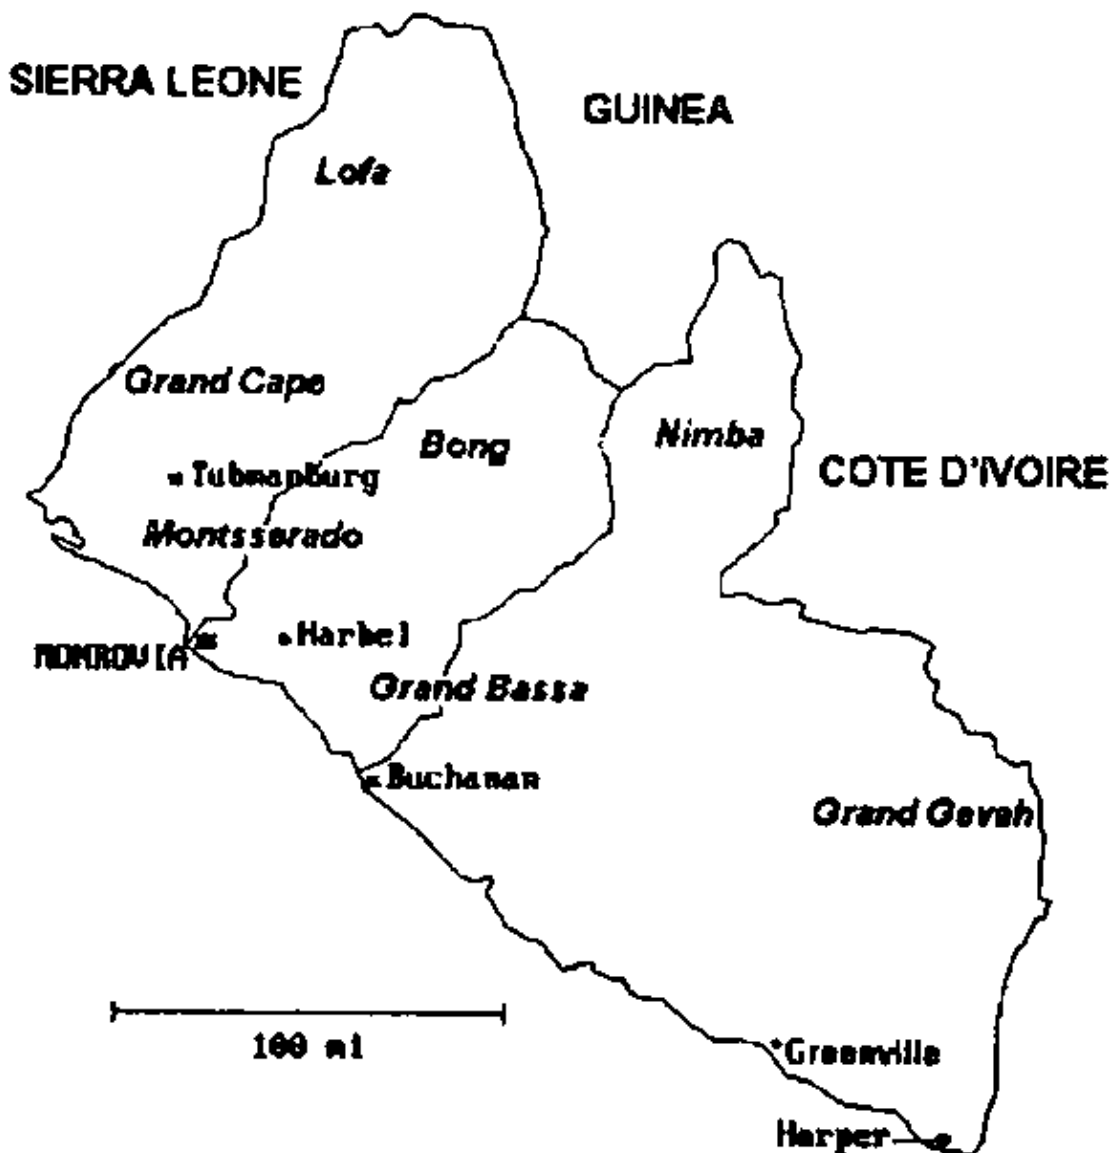 SIERRA LEONE
GUINEA
Lofa
Grand Cape
Bong
Nimba
COTE D'IVOIRE
Tubmanburg
Montsserado
MONROVIA
Harbel
Grand Bassa
Buchanan
Grand Gevah
100 mi
Greenville
Harper